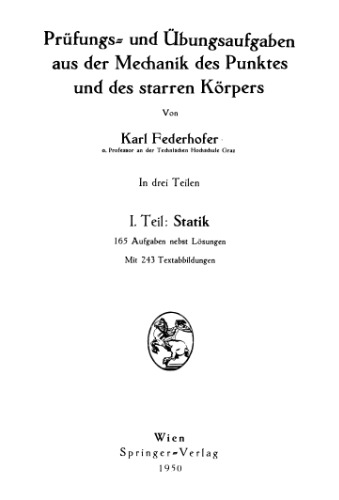 Prüfungs- und Übungsaufgaben
aus der Mechanik des Punktes
und des starren Körpers
Von
Karl Federhofer
o. Professor an der Technischen Hochschule Graz
In drei Teilen
I. Teil: Statik
165 Aufgaben nebst Lösungen
Mit 243 Textabbildungen
Wien
Springer-Verlag
1950